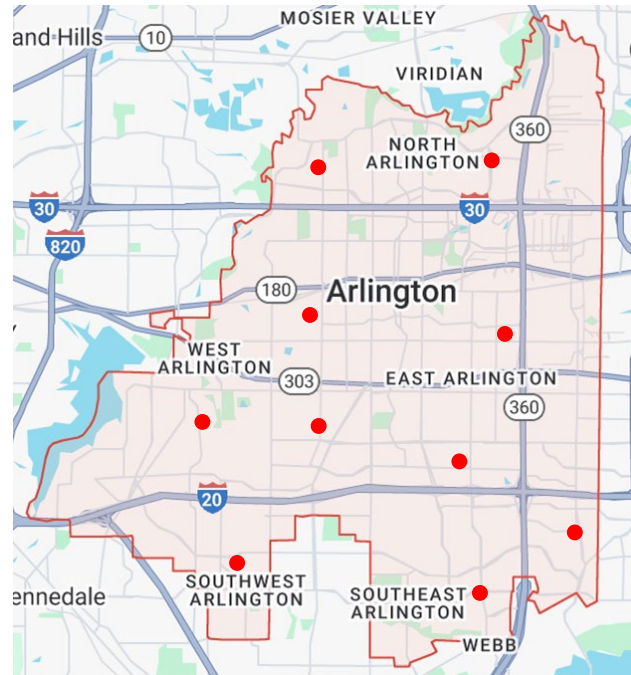 MOSIER VALLEY
and Hills
10
VIRIDIAN
360
NORTH
ARLINGTON
30
30
820
180
Arlington
WEST
ARLINGTON
303
EAST ARLINGTON
360
20
SOUTHWEST
ARLINGTON
SOUTHEAST
ARLINGTON
ennedale
WEBB